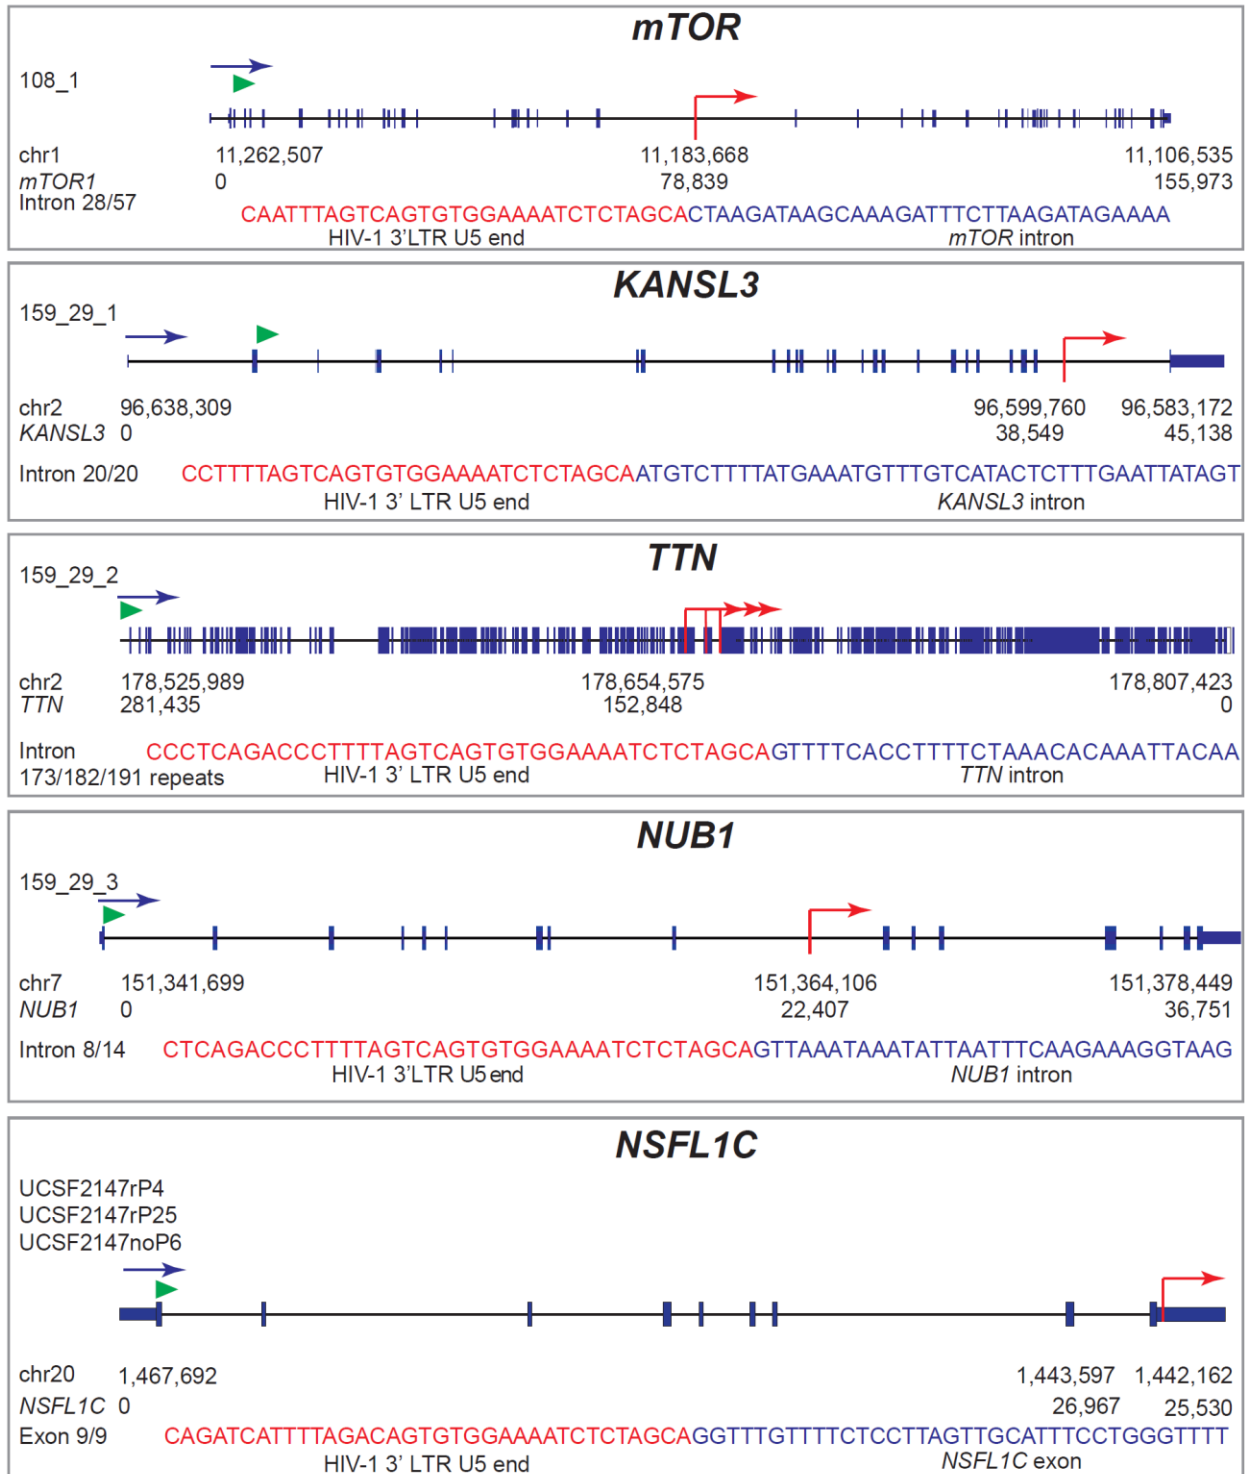 mTOR
108_1
chr1 11,262,507 11,183,668 11,106,535
mTOR1 0 78,839 155,973
Intron 28/57
CAATTTAGTCAGTGTGGAAAATCTCTAGCACTAAGATAAGCAAAGATTTCTTAAGATAGAAAA
HIV-1 3'LTR U5 end mTOR intron
KANSL3
159_29_1
chr2 96,638,309 96,599,760 96,583,172
KANSL3 0 38,549 45,138
Intron 20/20 CCTTTTAGTCAGTGTGGAAAATCTCTAGCAATGTCTTTTATGAAATGTTTGTCATACTCTTTGAATTATAGT
HIV-1 3' LTR U5 end KANSL3 intron
TTN
159_29_2
chr2 178,525,989 178,654,575 178,807,423
TTN 281,435 152,848 0
Intron CCCTCAGACCCTTTTAGTCAGTGTGGAAAATCTCTAGCAGTTTTCACCTTTTCTAAACACAAATTACAA
173/182/191 repeats HIV-1 3' LTR U5 end TTN intron
NUB1
159_29_3
chr7 151,341,699 151,364,106 151,378,449
NUB1 0 22,407 36,751
Intron 8/14 CTCAGACCCTTTTAGTCAGTGTGGAAAATCTCTAGCAGTTAAATAAATATTAATTTCAAGAAAGGTAAG
HIV-1 3'LTR U5 end NUB1 intron
NSFL1C
UCSF2147rP4
UCSF2147rP25
UCSF2147noP6
chr20 1,467,692 1,443,597 1,442,162
NSFL1C 0 26,967 25,530
Exon 9/9 CAGATCATTTTAGACAGTGTGGAAAATCTCTAGCAGGTTTGTTTTCTCCTTAGTTGCATTTCCTGGGTTTT
HIV-1 3' LTR U5 end NSFL1C exon